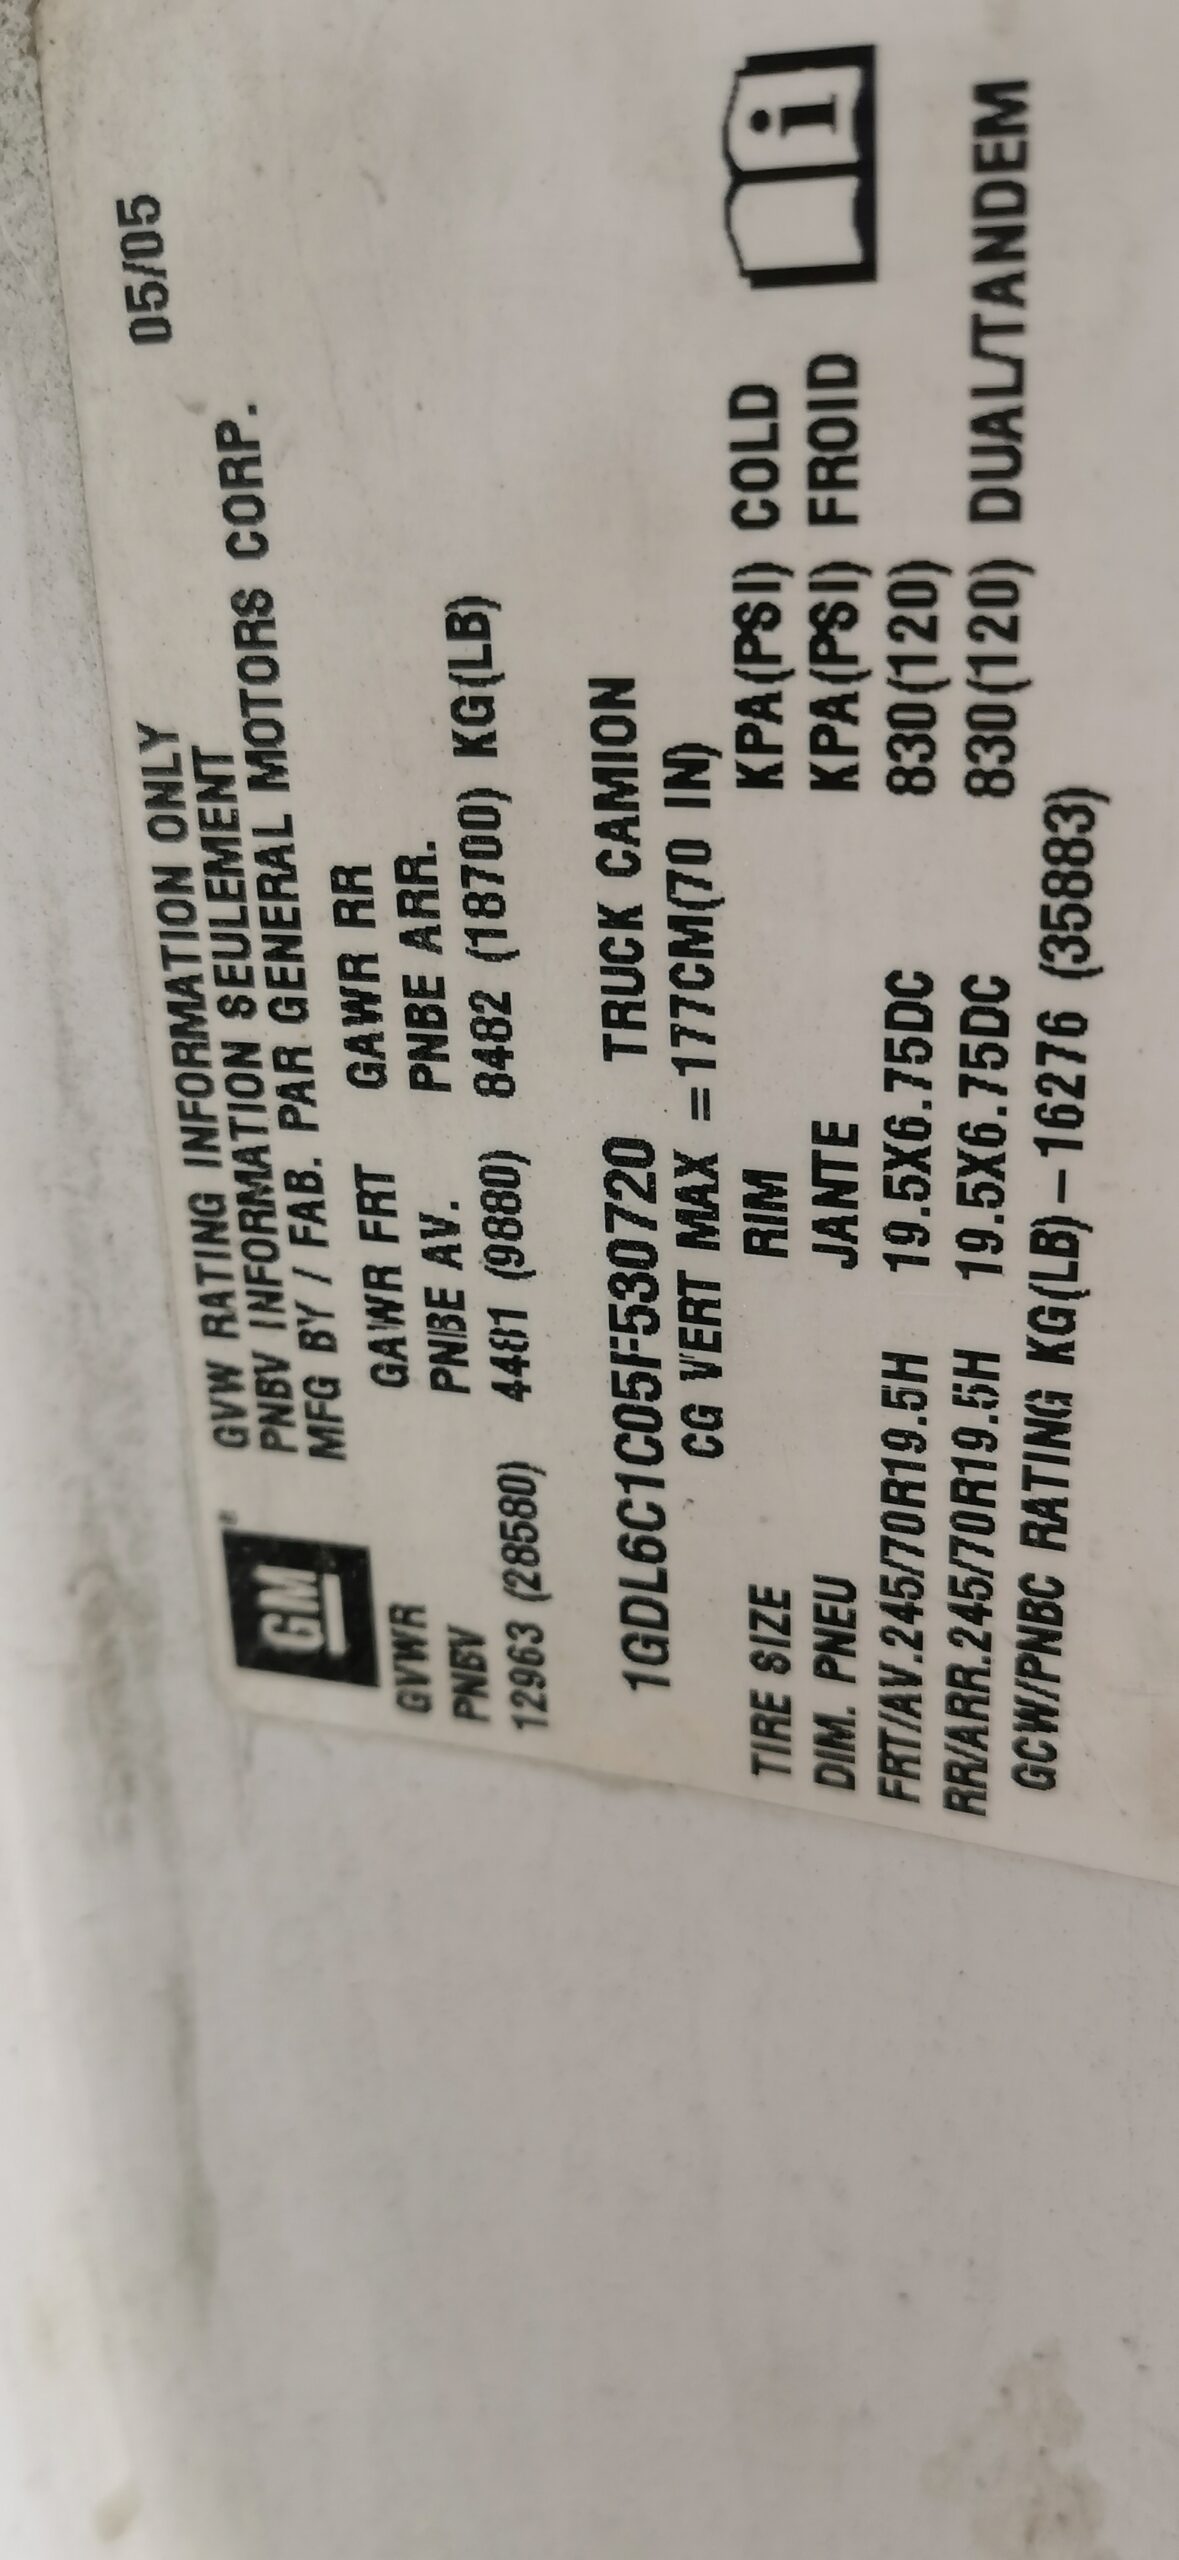 05/05
GM
GVW RATING INFORMATION ONLY
PNBV INFORMATION SEULEMENT
MFG BY / FAB. PAR GENERAL MOTORS CORP.
GVWR GAWR FRT GAWR RR
PNBV PNBE AV. PNBE ARR.
12963 (28580) 4481 (9880) 8482 (18700) KG(LB)
1GDL6C1C05F530720 TRUCK CAMION
CG VERT MAX =177CM(70 IN)
TIRE SIZE RIM KPA(PSI) COLD
DIM. PNEU JANTE KPA(PSI) FROID
FRT/AV.245/70R19.5H 19.5X6.75DC 830(120)
RR/ARR.245/70R19.5H 19.5X6.75DC 830(120) DUAL/TANDEM
GCW/PNBC RATING KG(LB)–16276 (35883)
i